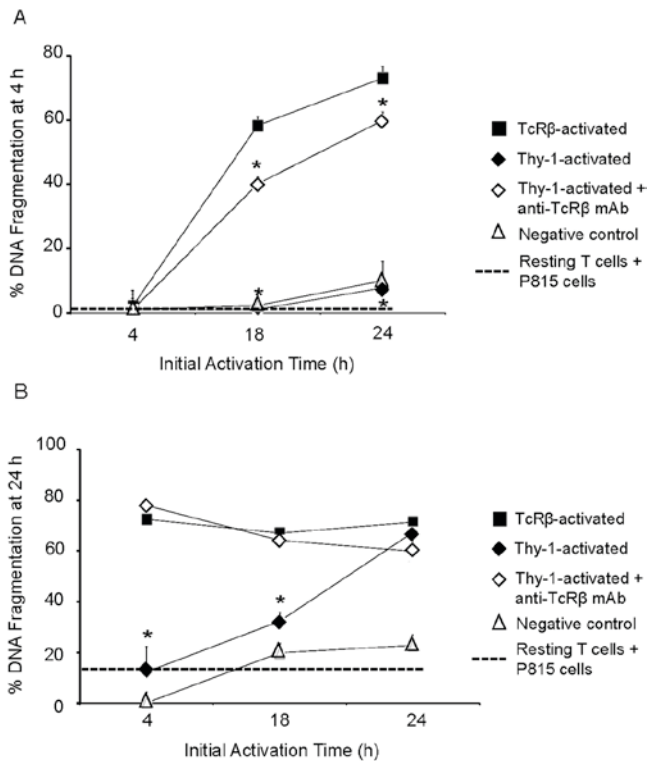 A
% DNA Fragmentation at 4 h
80
60
40
20
0
*
*
*
*
4
18
24
Initial Activation Time (h)
TcRβ-activated
Thy-1-activated
Thy-1-activated +
anti-TcRβ mAb
Negative control
Resting T cells +
P815 cells
B
% DNA Fragmentation at 24 h
100
80
60
40
20
0
*
*
4
18
24
Initial Activation Time (h)
TcRβ-activated
Thy-1-activated
Thy-1-activated +
anti-TcRβ mAb
Negative control
Resting T cells +
P815 cells